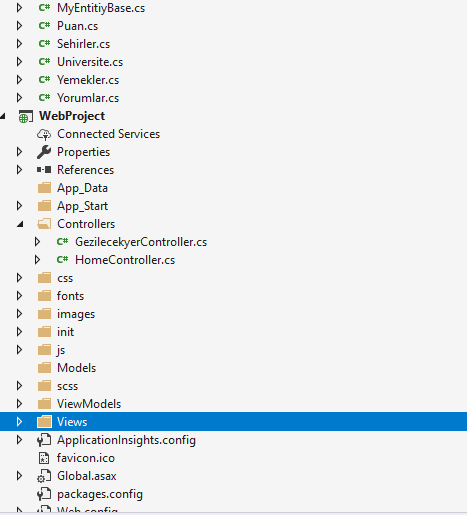 MyEntitiyBase.cs
C# Puan.cs
C# Sehirler.cs
C# Universite.cs
C# Yemekler.cs
C# Yorumlar.cs
WebProject
Connected Services
Properties
References
App_Data
App_Start
Controllers
C# GezilecekyerController.cs
C# HomeController.cs
css
fonts
images
init
js
Models
scss
ViewModels
Views
ApplicationInsights.config
favicon.ico
Global.asax
packages.config
Web.config